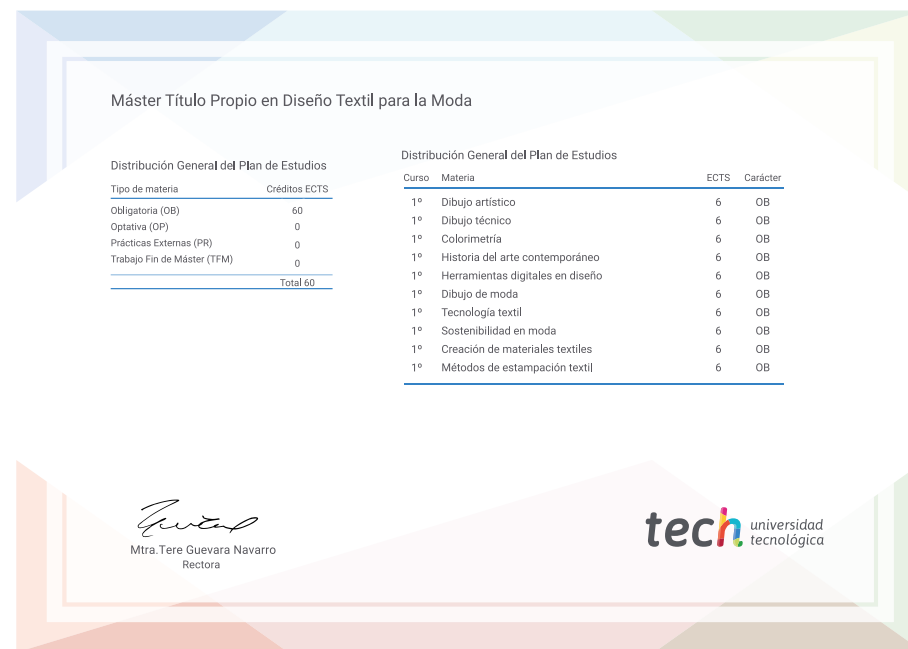 Máster Título Propio en Diseño Textil para la Moda
Distribución General del Plan de Estudios
Tipo de materia Créditos ECTS
Obligatoria (OB) 60
Optativa (OP) 0
Prácticas Externas (PR) 0
Trabajo Fin de Máster (TFM) 0
Total 60
Distribución General del Plan de Estudios
Curso Materia ECTS Carácter
1º Dibujo artístico 6 OB
1º Dibujo técnico 6 OB
1º Colorimetría 6 OB
1º Historia del arte contemporáneo 6 OB
1º Herramientas digitales en diseño 6 OB
1º Dibujo de moda 6 OB
1º Tecnología textil 6 OB
1º Sostenibilidad en moda 6 OB
1º Creación de materiales textiles 6 OB
1º Métodos de estampación textil 6 OB
Mtra.Tere Guevara Navarro
Rectora
tech universidad
tecnológica